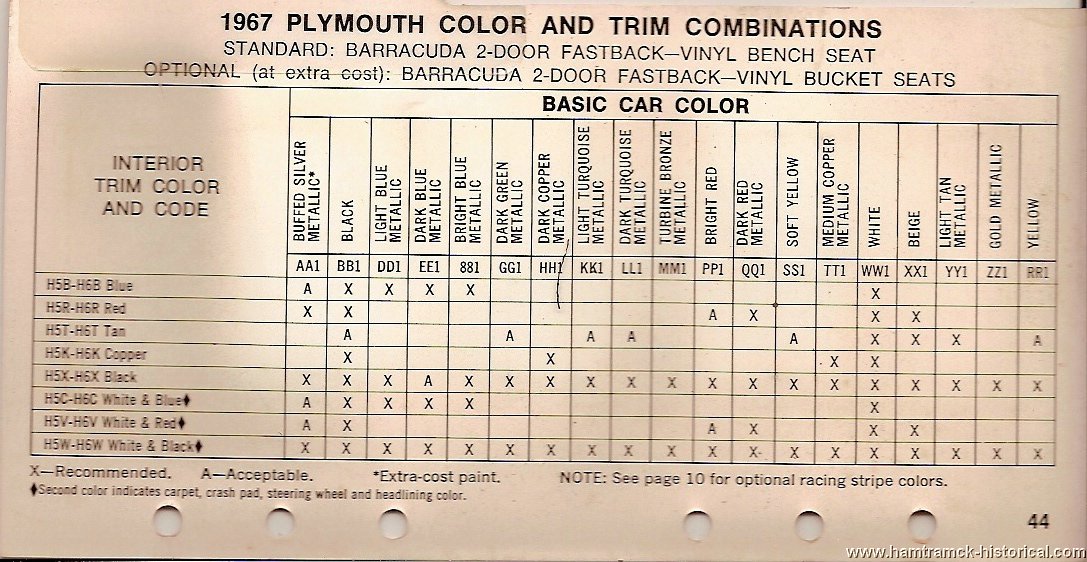 1967 PLYMOUTH COLOR AND TRIM COMBINATIONS
STANDARD: BARRACUDA 2-DOOR FASTBACK—VINYL BENCH SEAT
OPTIONAL (at extra cost): BARRACUDA 2-DOOR FASTBACK—VINYL BUCKET SEATS
BASIC CAR COLOR
INTERIOR
TRIM COLOR
AND CODE
BUFFED SILVER
METALLIC*
BLACK
LIGHT BLUE
METALLIC
DARK BLUE
METALLIC
BRIGHT BLUE
METALLIC
DARK GREEN
METALLIC
DARK COPPER
METALLIC
LIGHT TURQUOISE
METALLIC
DARK TURQUOISE
METALLIC
TURBINE BRONZE
METALLIC
BRIGHT RED
DARK RED
METALLIC
SOFT YELLOW
MEDIUM COPPER
METALLIC
WHITE
BEIGE
LIGHT TAN
METALLIC
GOLD METALLIC
YELLOW
AA1 BB1 DD1 EE1 881 GG1 HH1 KK1 LL1 MM1 PP1 QQ1 SS1 TT1 WW1 XX1 YY1 ZZ1 RR1
H5B-H6B Blue A X X X X X
H5R-H6R Red X X A X X X
H5T-H6T Tan A A A A A X X X A
H5K-H6K Copper X X X X
H5X-H6X Black X X X A X X X X X X X X X X X X X X X
H5C-H6C White & Blue♦ A X X X X X
H5V-H6V White & Red♦ A X A X X X
H5W-H6W White & Black♦ X X X X X X X X X X X X X X X X X X X
X—Recommended. A—Acceptable. *Extra-cost paint. NOTE: See page 10 for optional racing stripe colors.
♦Second color indicates carpet, crash pad, steering wheel and headlining color.
44
www.hamtramck-historical.com